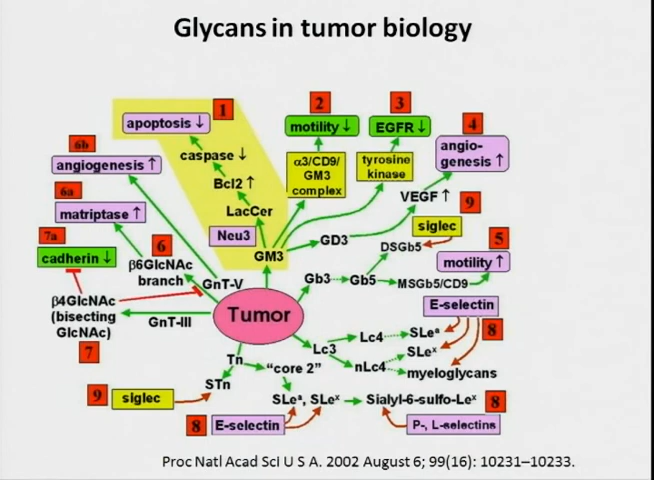 Glycans in tumor biology
1
2
3
4
apoptosis ↓
motility ↓
EGFR ↓
angio-
genesis ↑
6b
angiogenesis ↑
caspase ↓
α3/CD9/
GM3
complex
tyrosine
kinase
Bcl2 ↑
VEGF ↑
9
6a
matriptase ↑
LacCer
siglec
7a
Neu3
GD3
DSGb5
5
cadherin ↓
6
GM3
motility ↑
β6GlcNAc
branch
GnT-V
Gb3
Gb5
MSGb5/CD9
β4GlcNAc
(bisecting
GlcNAc)
GnT-III
Tumor
E-selectin
7
Lc3
Lc4
SLeᵃ
8
SLeˣ
nLc4
myeloglycans
Tn
"core 2"
STn
9
siglec
SLeᵃ, SLeˣ
Sialyl-6-sulfo-Leˣ
8
8
E-selectin
P-, L-selectins
Proc Natl Acad Sci U S A. 2002 August 6; 99(16): 10231–10233.